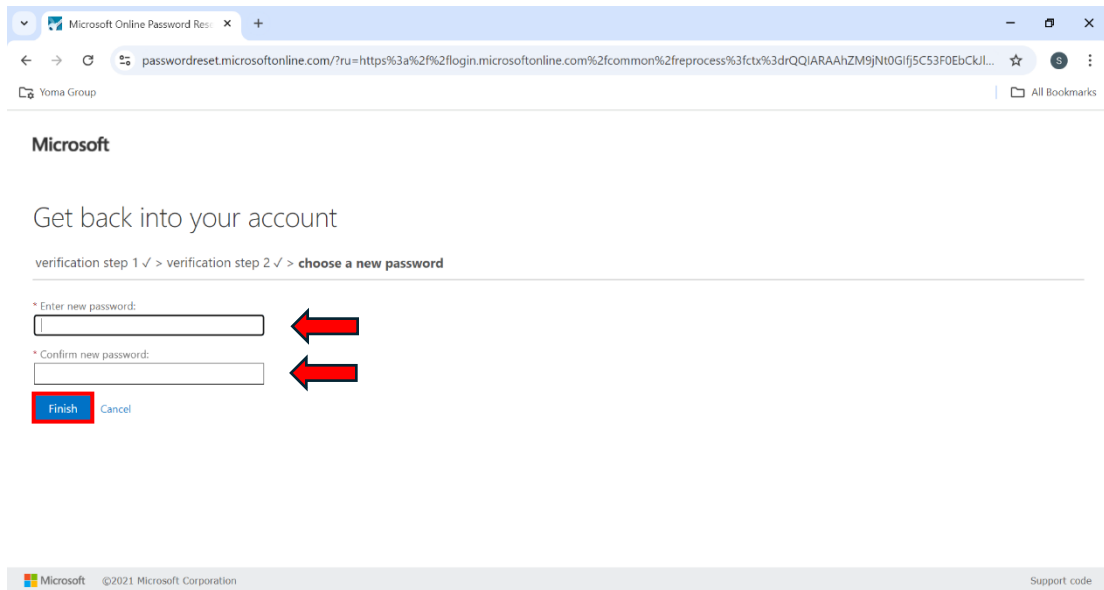 Microsoft Online Password Rese
passwordreset.microsoftonline.com/?ru=https%3a%2f%2flogin.microsoftonline.com%2fcommon%2freprocess%3fctx%3drQQIARAAhZM9jNt0GIfj5C53F0EbCkJl...
S
Yoma Group
All Bookmarks
Microsoft
Get back into your account
verification step 1 ✓ > verification step 2 ✓ > choose a new password
* Enter new password:
* Confirm new password:
Finish Cancel
Microsoft ©2021 Microsoft Corporation Support code